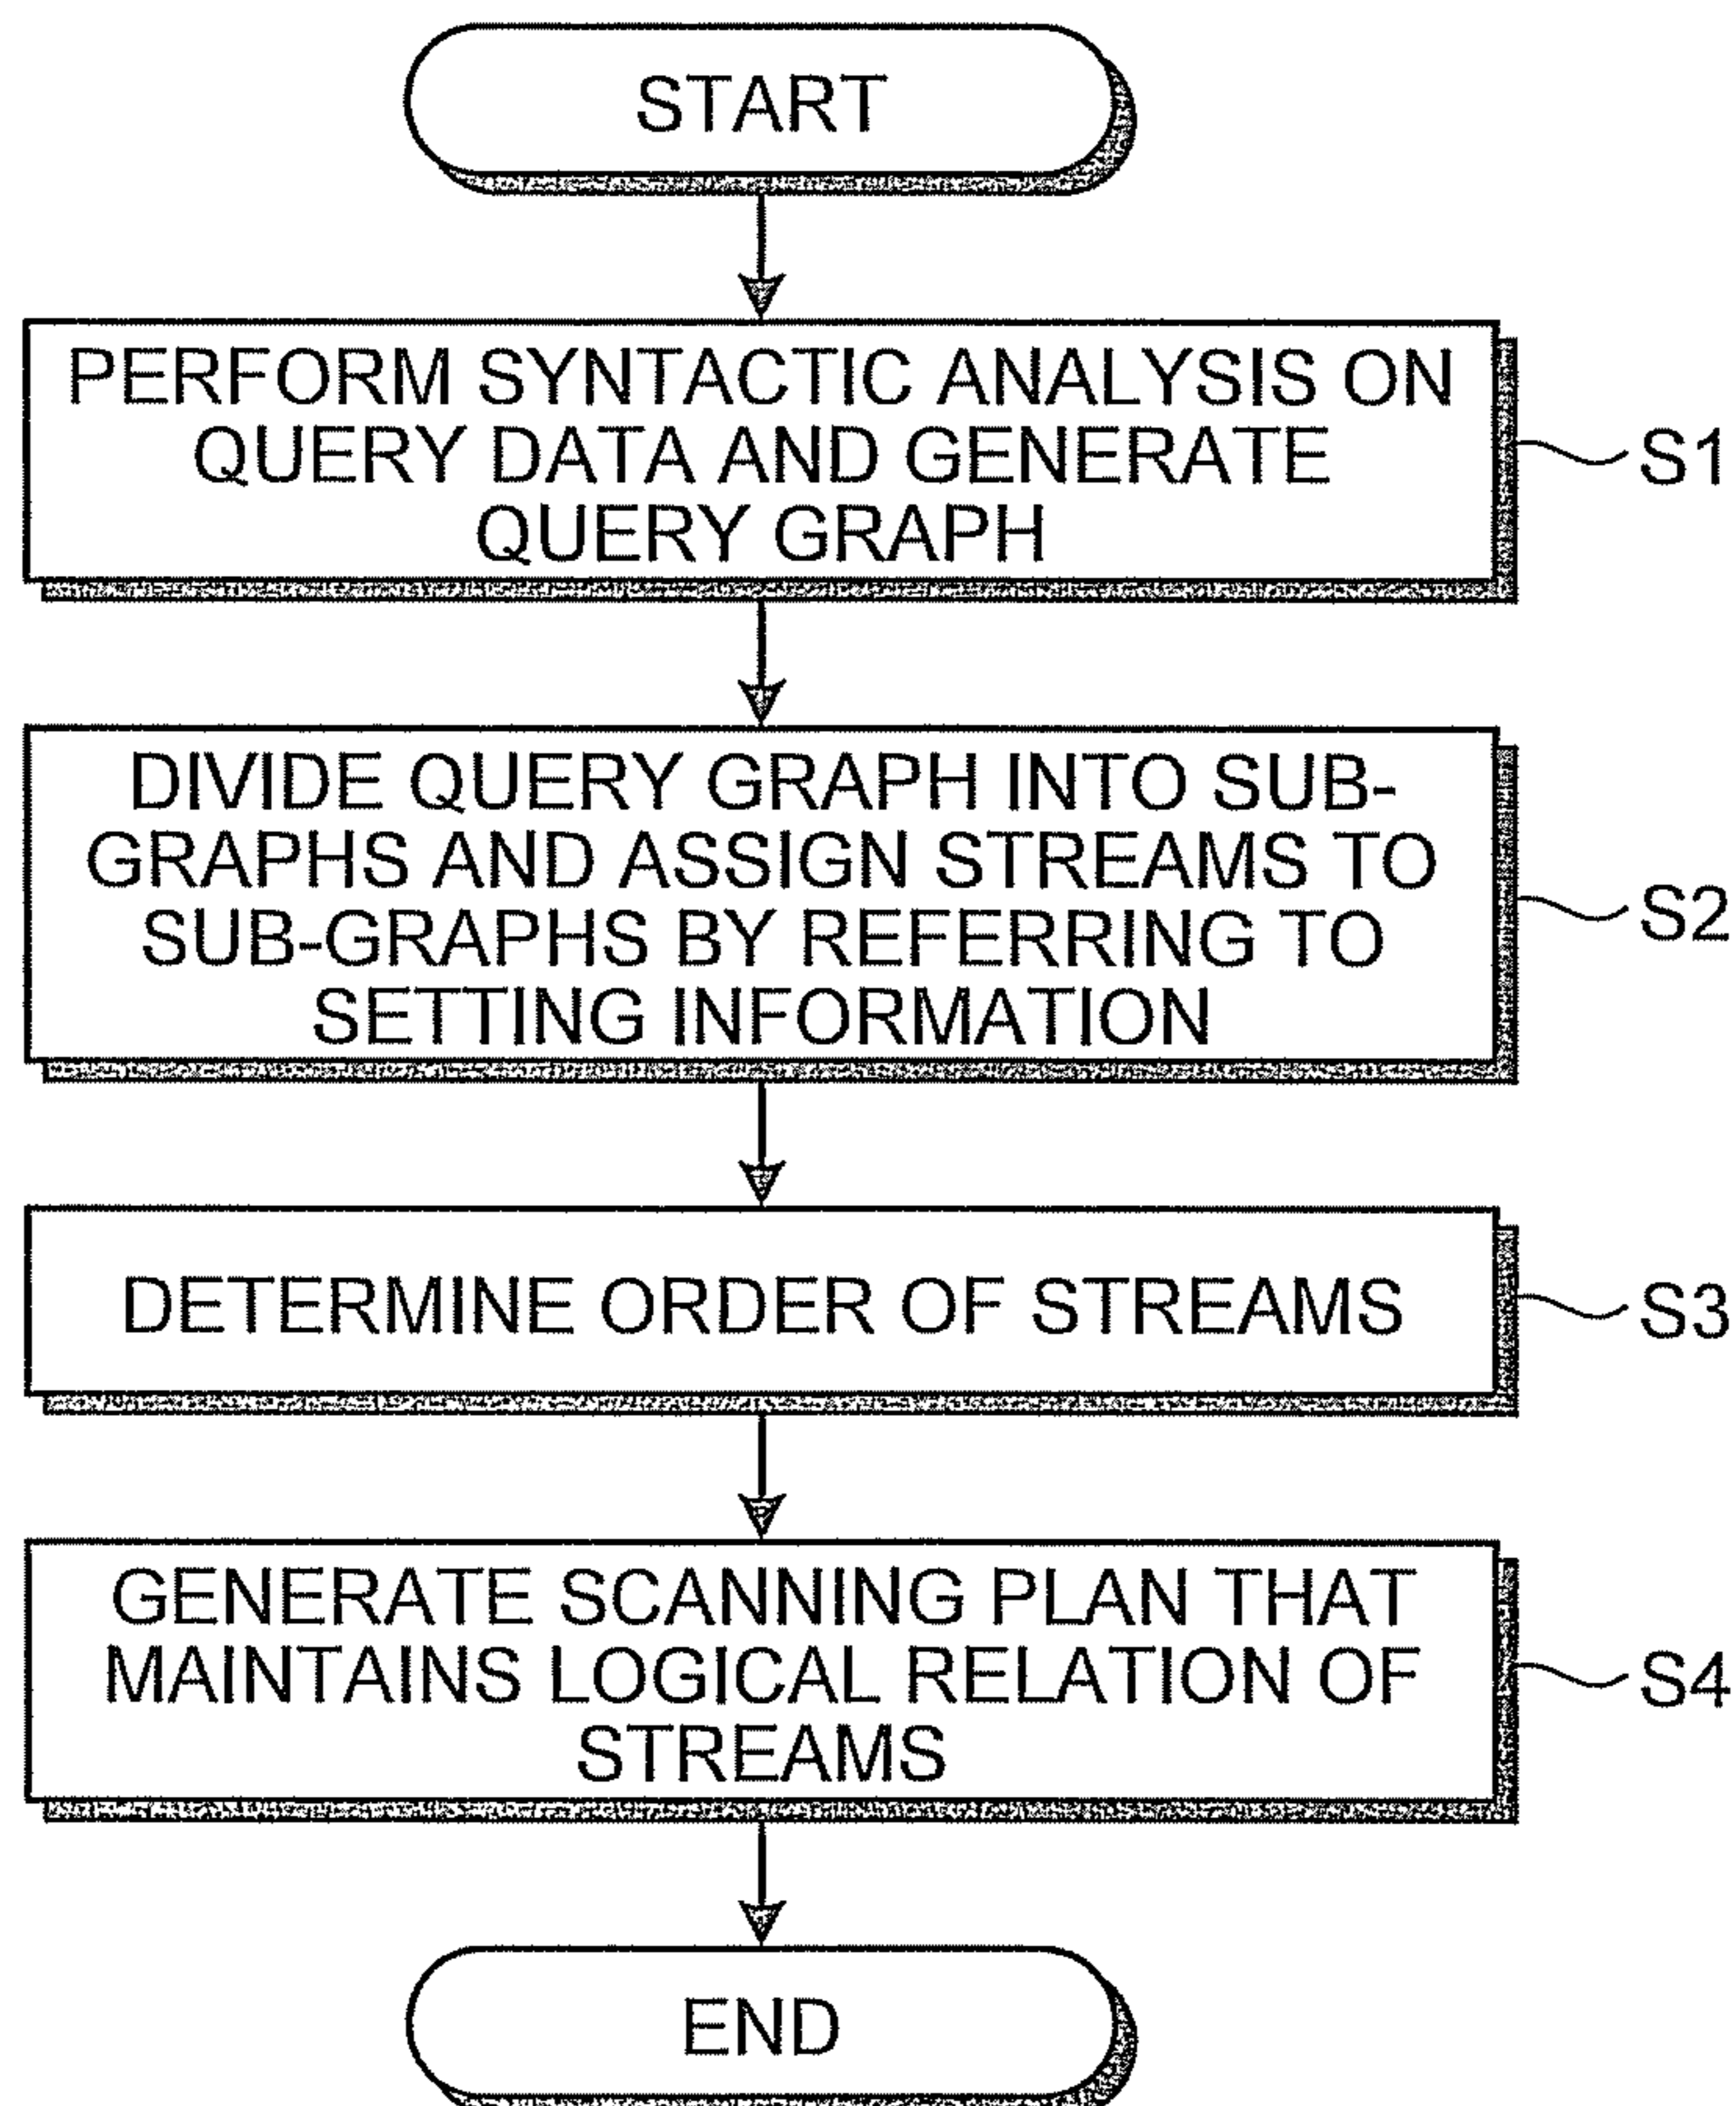 START
PERFORM SYNTACTIC ANALYSIS ON
QUERY DATA AND GENERATE
QUERY GRAPH
S1
DIVIDE QUERY GRAPH INTO SUB-
GRAPHS AND ASSIGN STREAMS TO
SUB-GRAPHS BY REFERRING TO
SETTING INFORMATION
S2
DETERMINE ORDER OF STREAMS
S3
GENERATE SCANNING PLAN THAT
MAINTAINS LOGICAL RELATION OF
STREAMS
S4
END